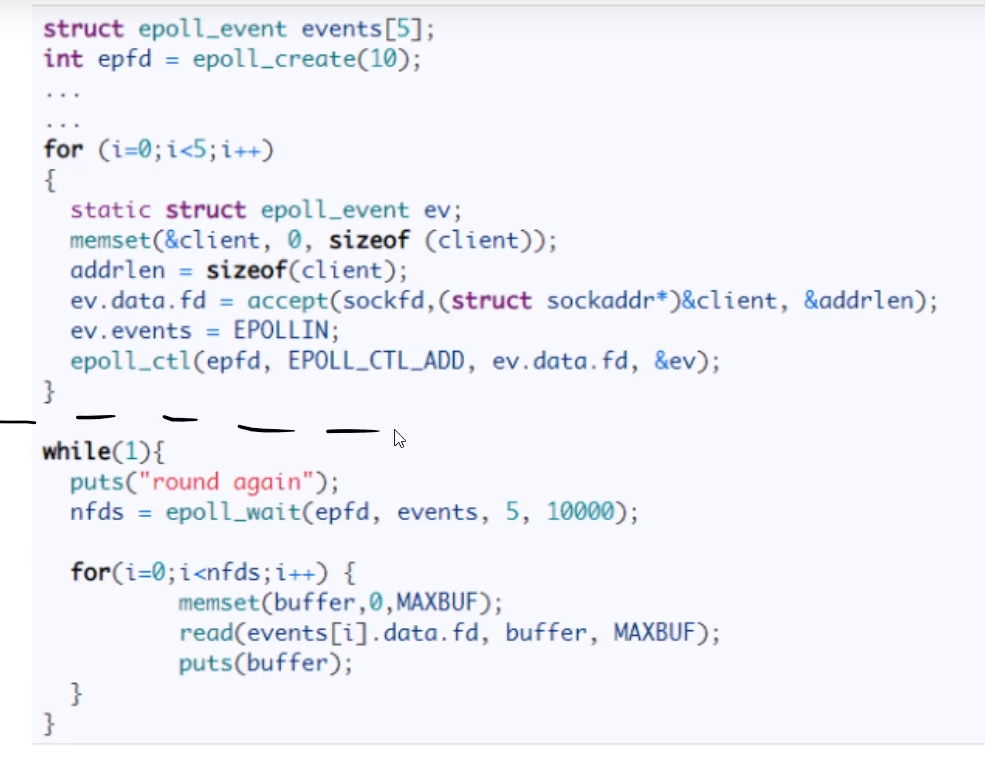 struct epoll_event events[5];
int epfd = epoll_create(10);
...
...
for (i=0;i<5;i++)
{
  static struct epoll_event ev;
  memset(&client, 0, sizeof (client));
  addrlen = sizeof(client);
  ev.data.fd = accept(sockfd,(struct sockaddr*)&client, &addrlen);
  ev.events = EPOLLIN;
  epoll_ctl(epfd, EPOLL_CTL_ADD, ev.data.fd, &ev);
}
while(1){
  puts("round again");
  nfds = epoll_wait(epfd, events, 5, 10000);
  for(i=0;i<nfds;i++) {
          memset(buffer,0,MAXBUF);
          read(events[i].data.fd, buffer, MAXBUF);
          puts(buffer);
  }
}